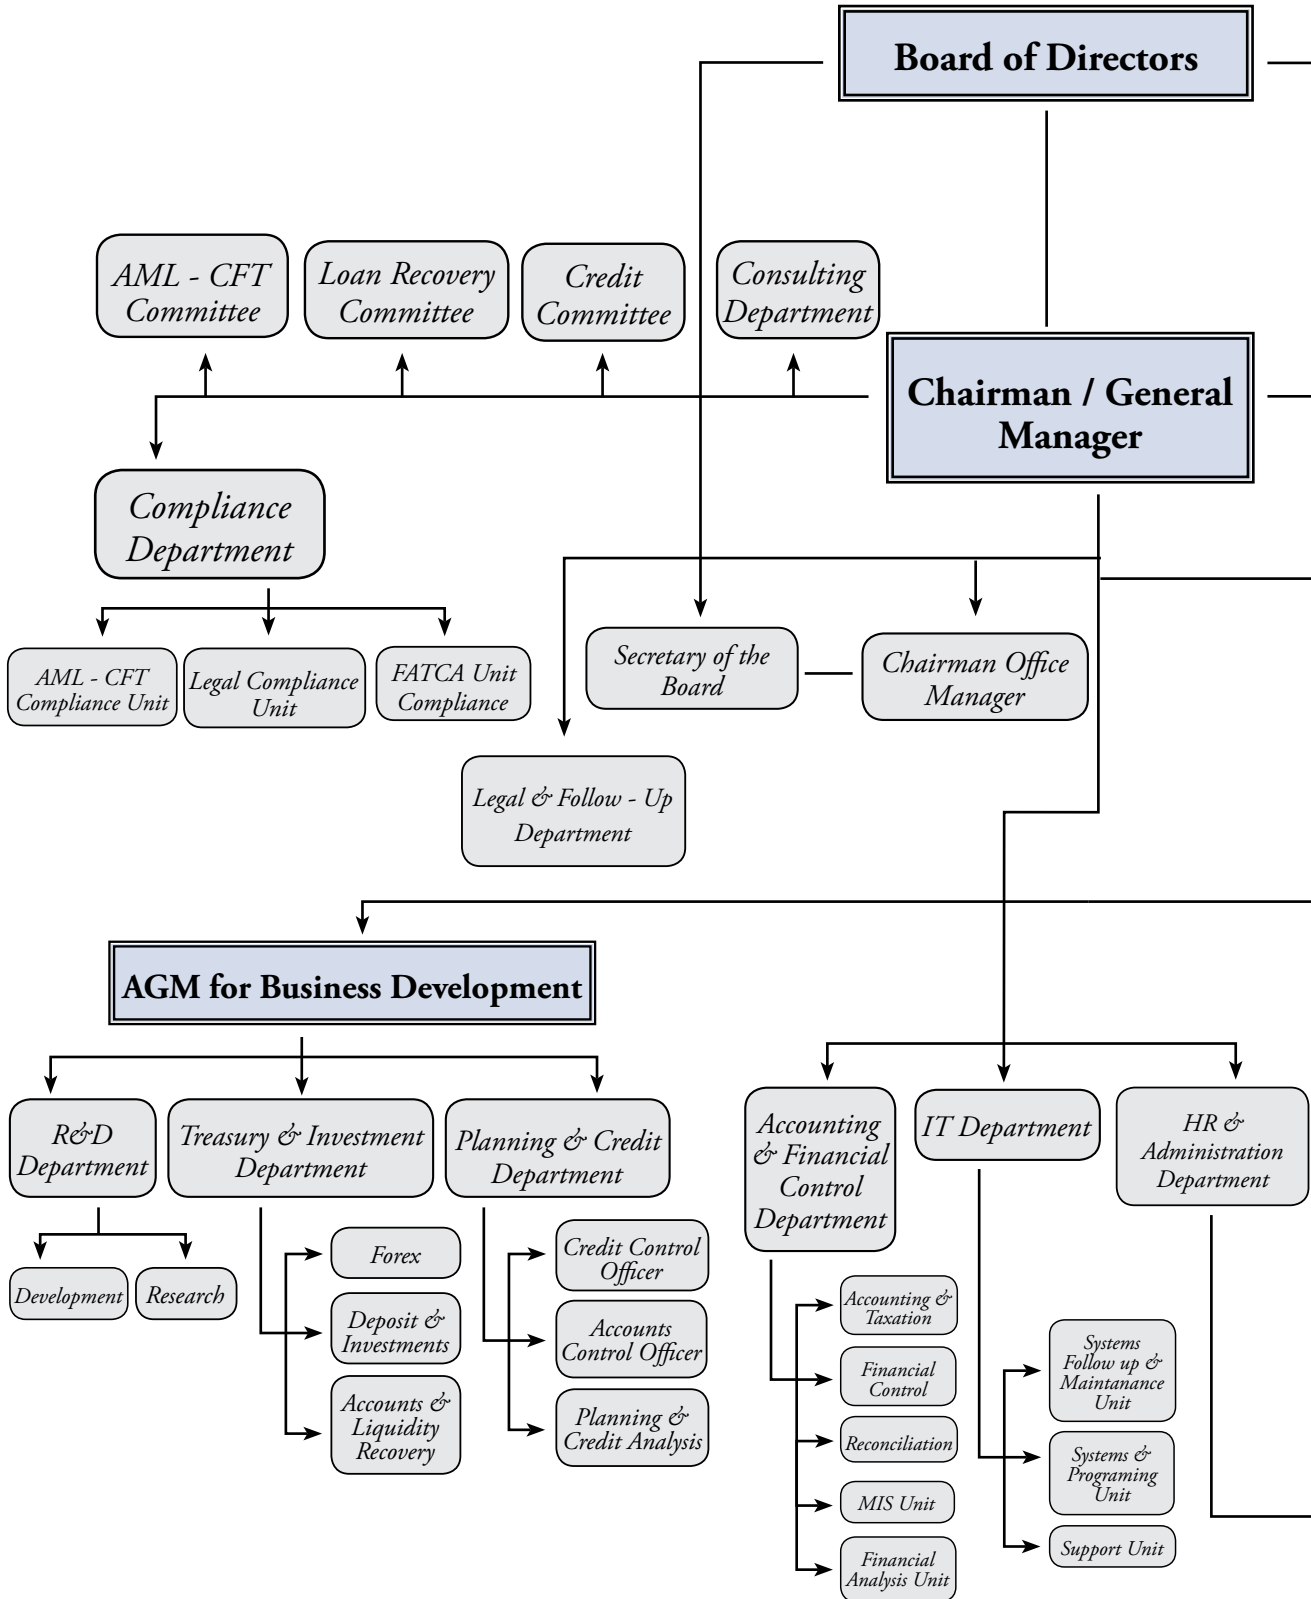 Board of Directors
AML - CFT
Committee
Loan Recovery
Committee
Credit
Committee
Consulting
Department
Chairman / General
Manager
Compliance
Department
AML - CFT
Compliance Unit
Legal Compliance
Unit
FATCA Unit
Compliance
Secretary of the
Board
Chairman Office
Manager
Legal & Follow - Up
Department
AGM for Business Development
R&D
Department
Treasury & Investment
Department
Planning & Credit
Department
Accounting
& Financial
Control
Department
IT Department
HR &
Administration
Department
Development
Research
Forex
Deposit &
Investments
Accounts &
Liquidity
Recovery
Credit Control
Officer
Accounts
Control Officer
Planning &
Credit Analysis
Accounting &
Taxation
Financial
Control
Reconciliation
MIS Unit
Financial
Analysis Unit
Systems
Follow up &
Maintanance
Unit
Systems &
Programing
Unit
Support Unit